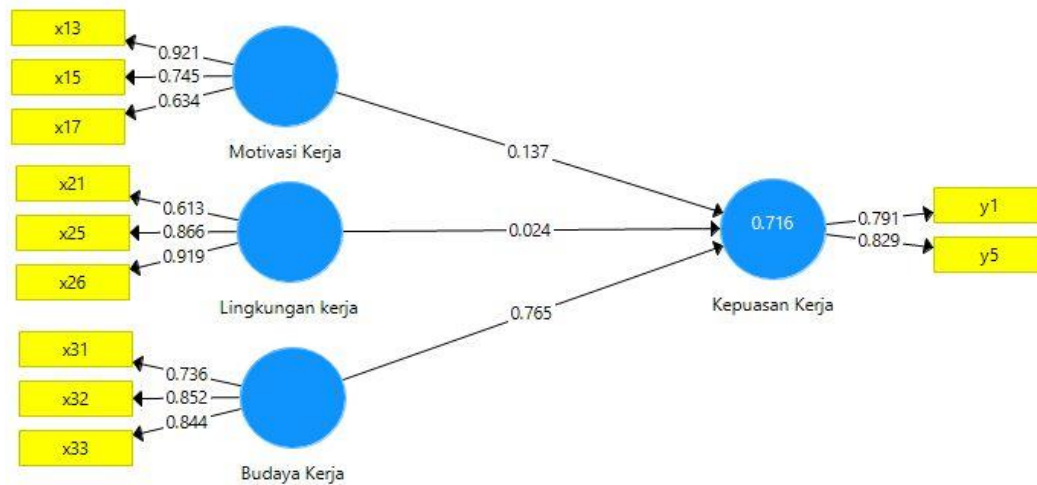 x13
0.921
x15
0.745
x17
0.634
Motivasi Kerja
0.137
x21
0.613
x25
0.866
x26
0.919
Lingkungan kerja
0.024
x31
0.736
x32
0.852
x33
0.844
Budaya Kerja
0.765
0.716
Kepuasan Kerja
0.791
y1
0.829
y5